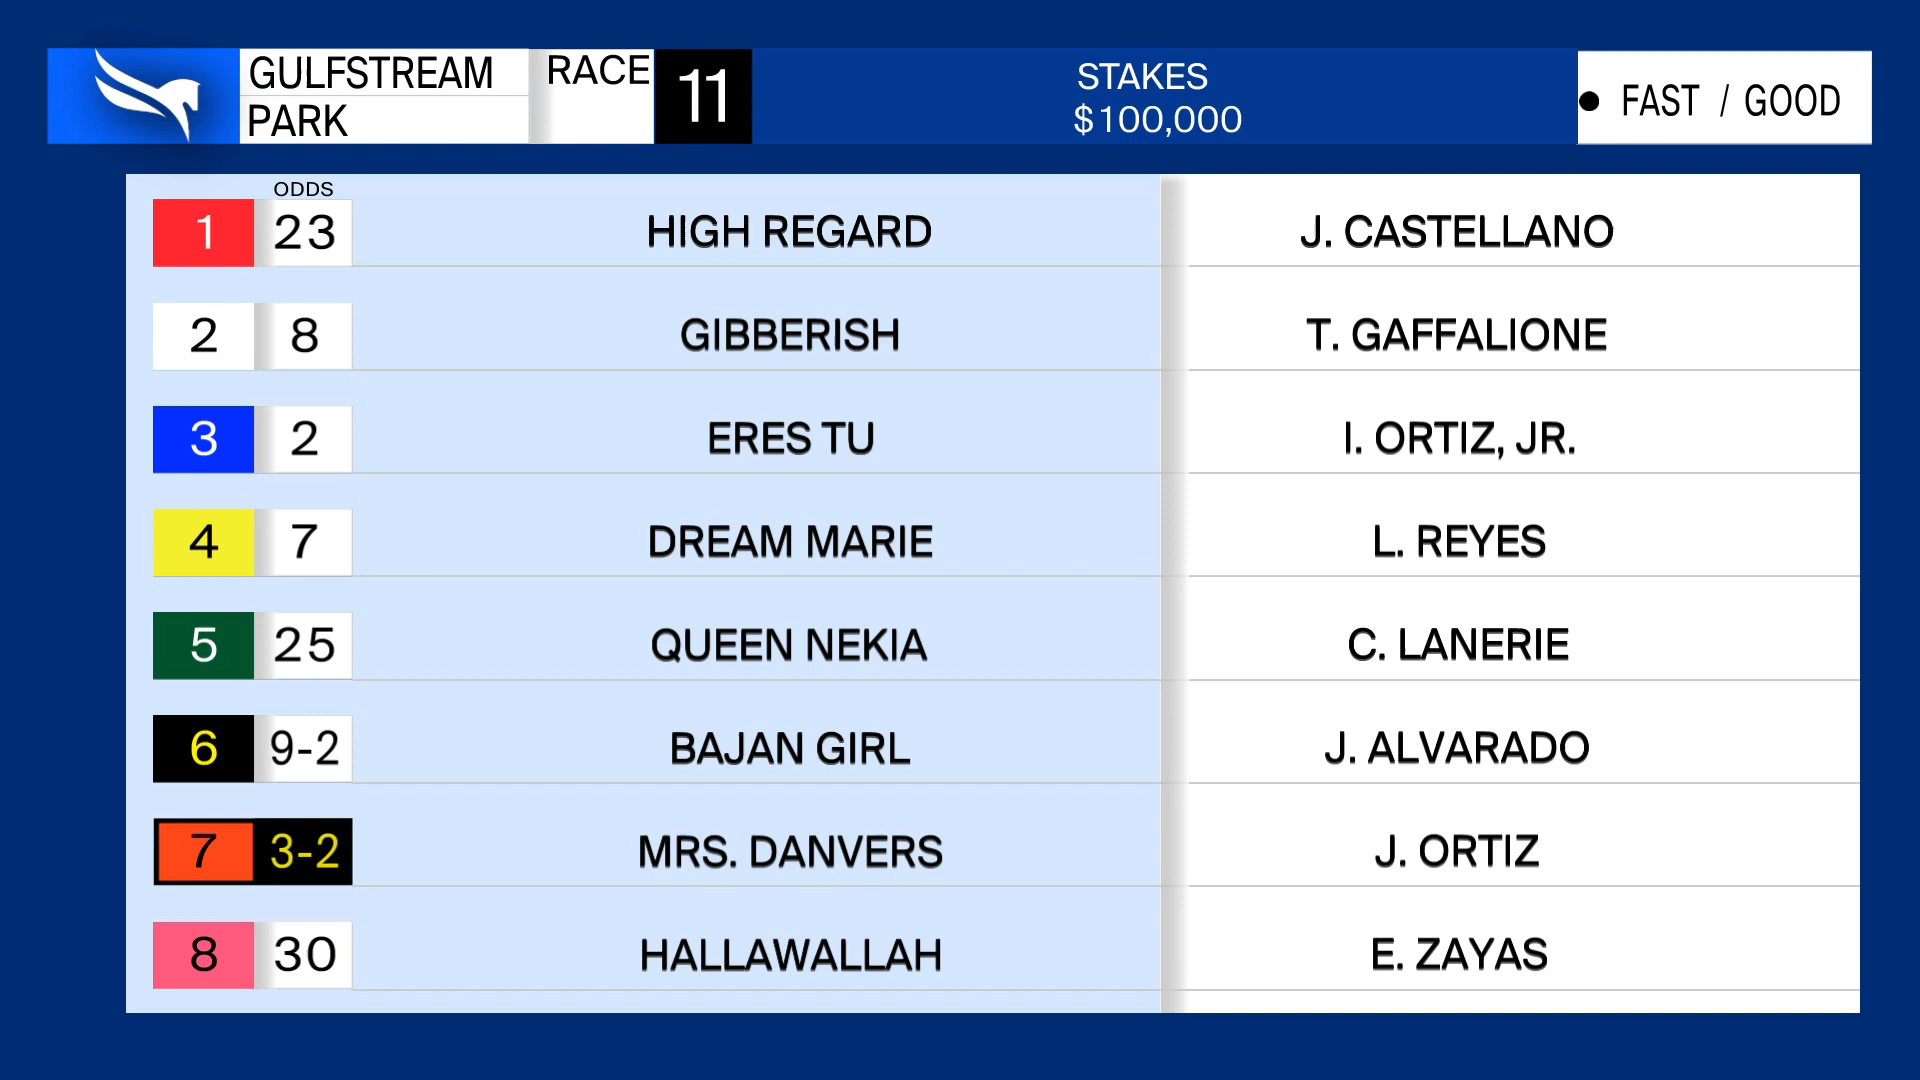 GULFSTREAM PARK
RACE 11
STAKES
$100,000
● FAST / GOOD
ODDS
1 23 HIGH REGARD J. CASTELLANO
2 8 GIBBERISH T. GAFFALIONE
3 2 ERES TU I. ORTIZ, JR.
4 7 DREAM MARIE L. REYES
5 25 QUEEN NEKIA C. LANERIE
6 9-2 BAJAN GIRL J. ALVARADO
7 3-2 MRS. DANVERS J. ORTIZ
8 30 HALLAWALLAH E. ZAYAS